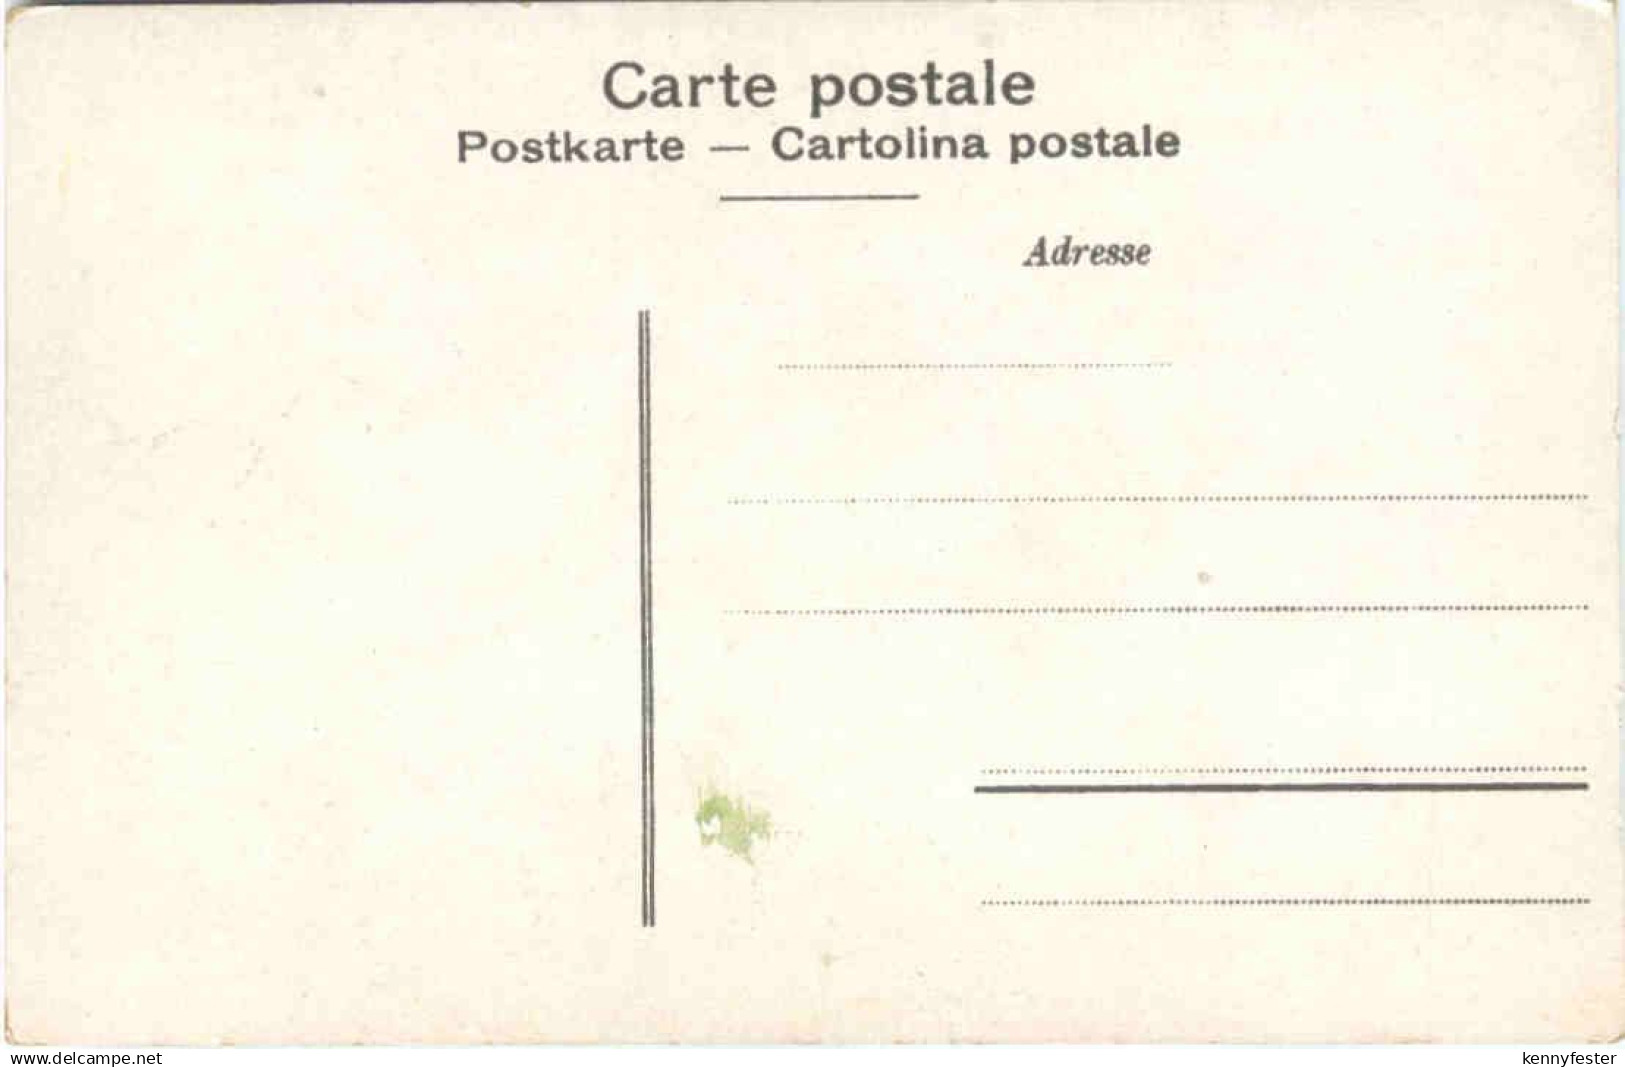 Carte postale
Postkarte — Cartolina postale
Adresse
www.delcampe.net
kennyfester